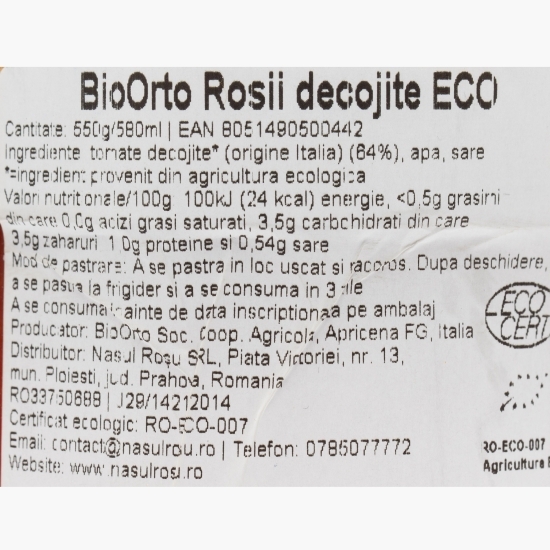 BioOrto Rosii decojite ECO
Cantitate: 550g/580ml | EAN 8051490500442
Ingrediente tomate decojite* (origine Italia) (64%), apa, sare
*=ingredient provenit din agricultura ecologica
Valori nutritionale/100g 100kJ (24 kcal) energie, <0,5g grasimi
din care 0,0g acizi grasi saturati, 3,5g carbohidrati din care
3,5g zaharuri 1,0g proteine si 0,54g sare
Mod de pastrare: A se pastra in loc uscat si racoros. Dupa deschidere,
a se pastra la frigider si a se consuma in 3 zile
A se consuma inainte de data inscriptionata pe ambalaj
Producator: BioOrto Soc. Coop. Agricola, Apricena FG, Italia
Distribuitor: Nasul Roșu SRL, Piata Victoriei, nr. 13,
mun. Ploiesti, jud. Prahova, Romania
RO33750688 | J29/14212014
Certificat ecologic: RO-ECO-007
Email: contact@nasulrosu.ro | Telefon: 0785077772
Website: www.nasulrosu.ro
ECO
CERT
RO-ECO-007
Agricultura